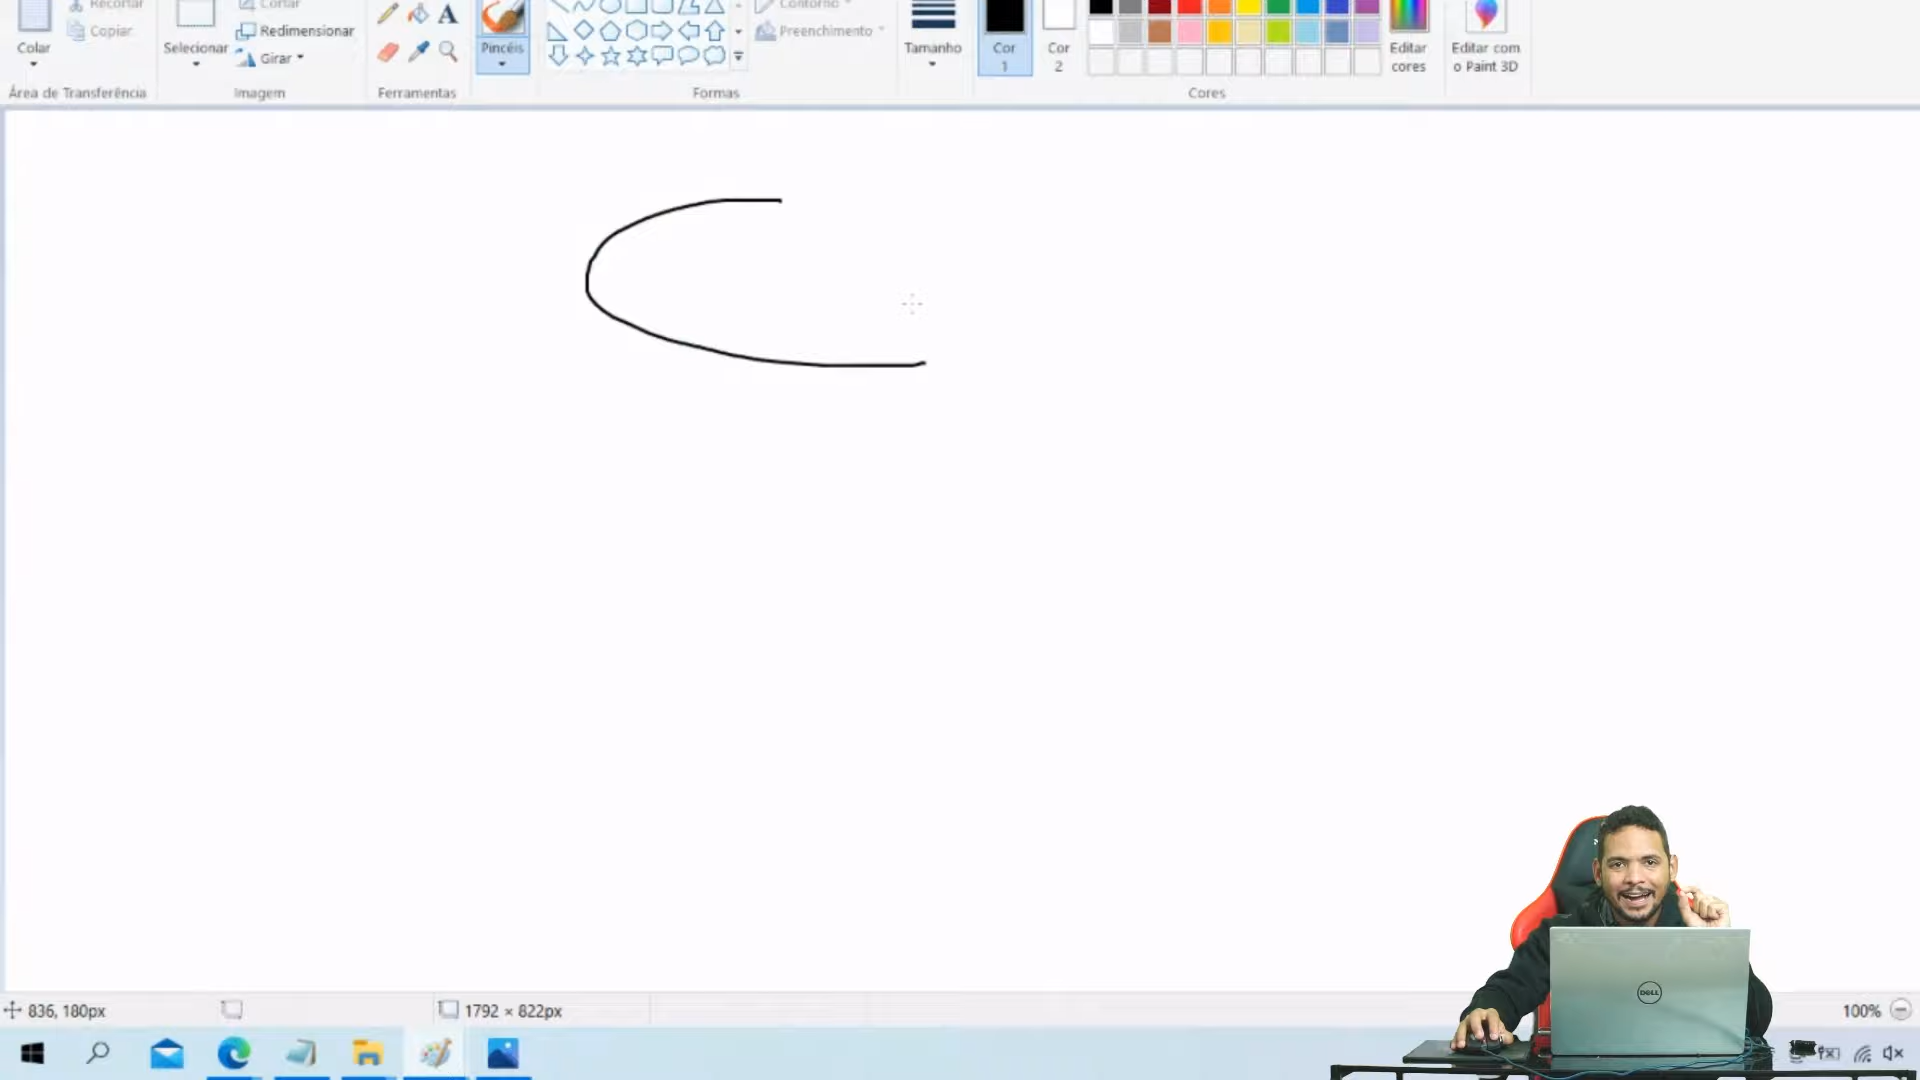 Colar
Recortar
Copiar
Área de Transferência
Selecionar
Cortar
Redimensionar
Girar
Imagem
A
Ferramentas
Pincéis
Formas
Contorno
Preenchimento
Tamanho
Cor
1
Cor
2
Cores
Editar
cores
Editar com
o Paint 3D
836, 180px
1792 × 822px
100%
DELL